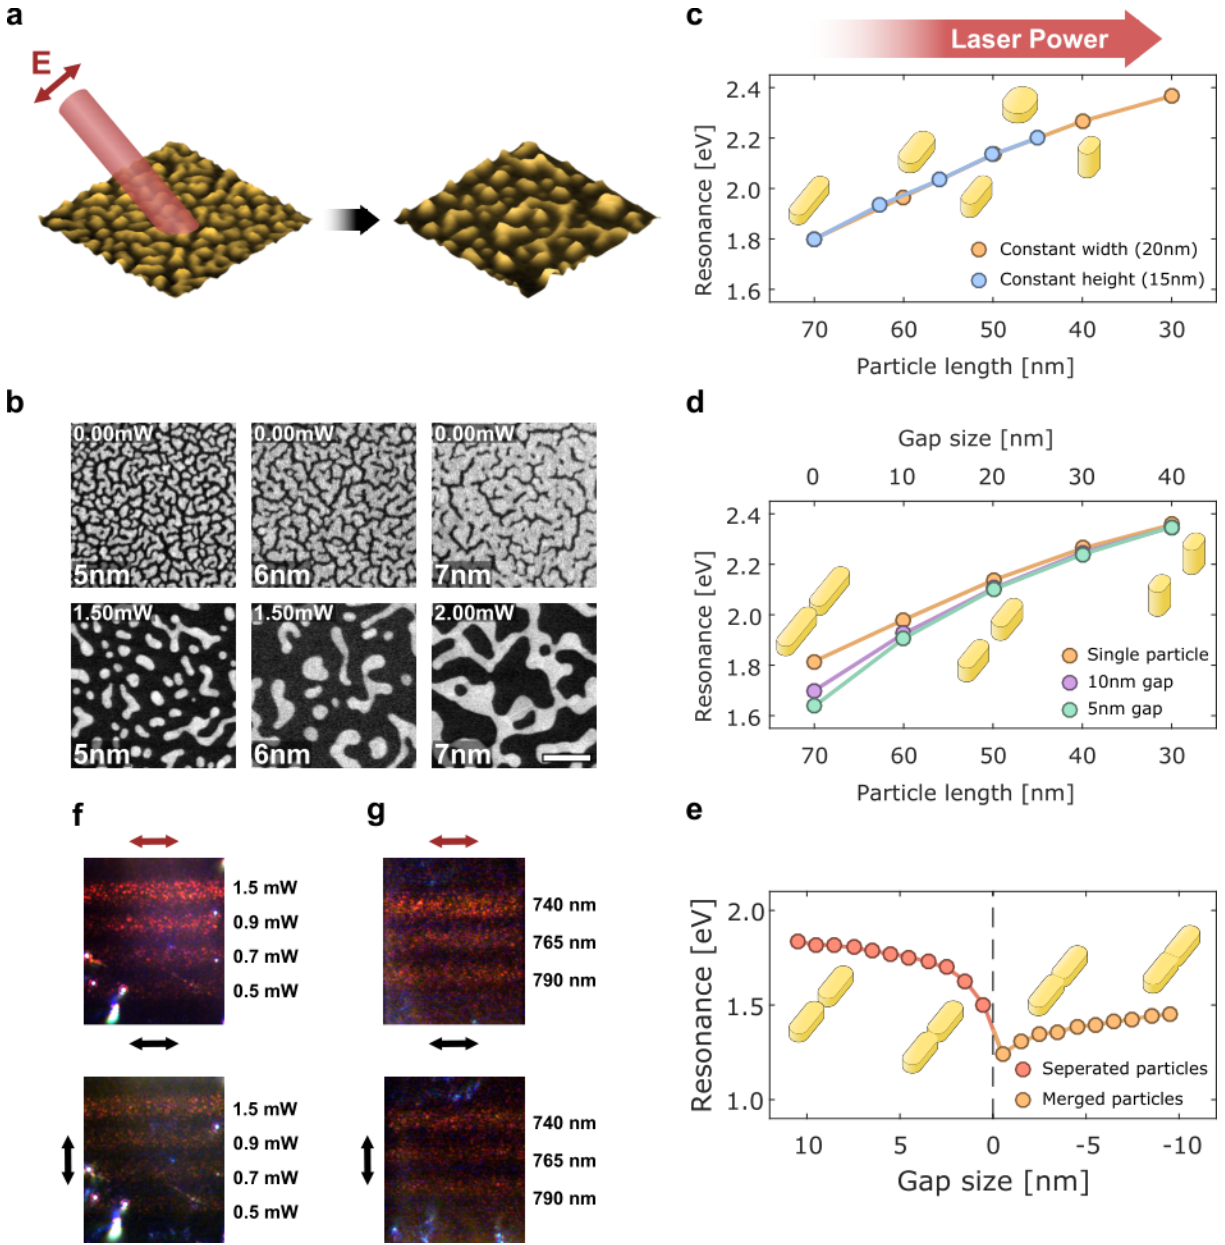 a
E
b
0.00mW
5nm
0.00mW
6nm
0.00mW
7nm
1.50mW
5nm
1.50mW
6nm
2.00mW
7nm
c
Laser Power
Resonance [eV]
2.4
2.2
2.0
1.8
1.6
Constant width (20nm)
Constant height (15nm)
70 60 50 40 30
Particle length [nm]
d
Gap size [nm]
0 10 20 30 40
Resonance [eV]
2.4
2.2
2.0
1.8
1.6
Single particle
10nm gap
5nm gap
70 60 50 40 30
Particle length [nm]
e
Resonance [eV]
2.0
1.5
1.0
Seperated particles
Merged particles
10 5 0 -5 -10
Gap size [nm]
f
1.5 mW
0.9 mW
0.7 mW
0.5 mW
1.5 mW
0.9 mW
0.7 mW
0.5 mW
g
740 nm
765 nm
790 nm
740 nm
765 nm
790 nm